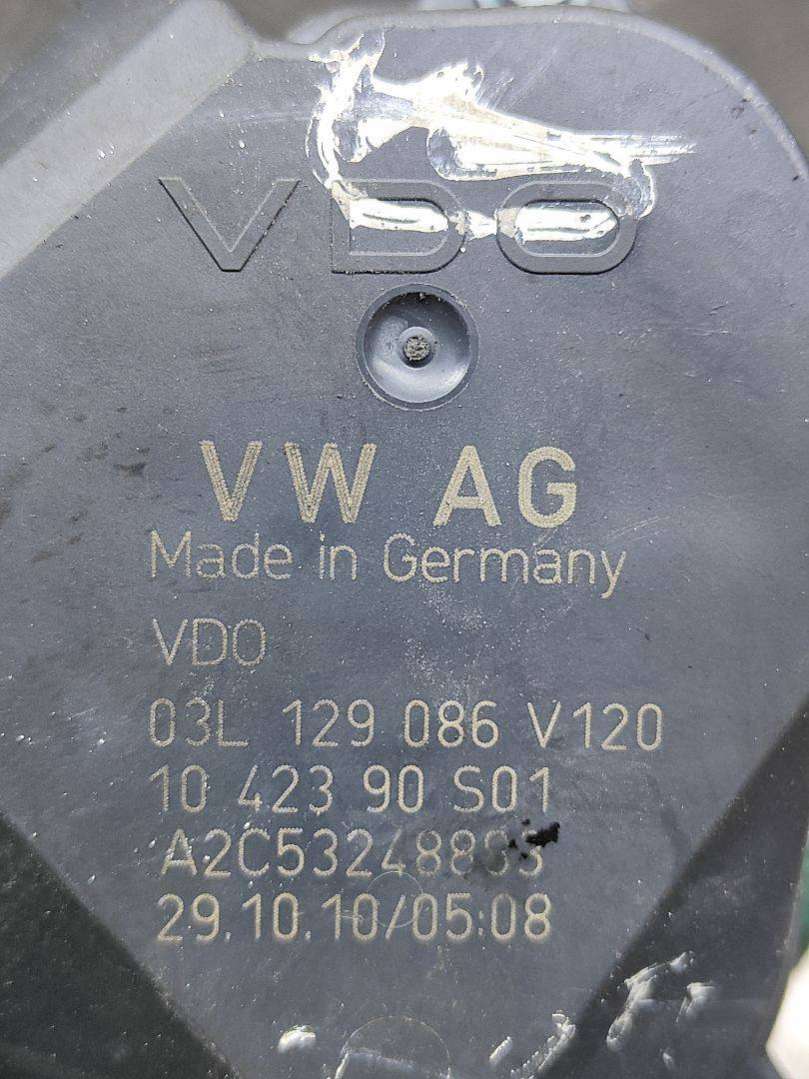 VDO
VW AG
Made in Germany
VDO
03L 129 086 V120
10 423 90 S01
29.10.10/05:08